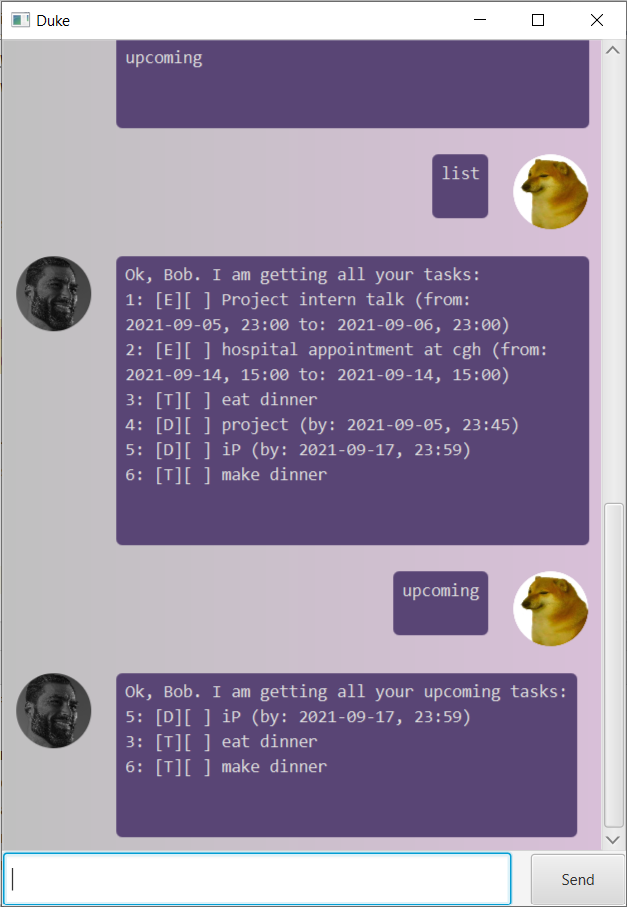 Duke
upcoming
list
Ok, Bob. I am getting all your tasks:
1: [E][ ] Project intern talk (from:
2021-09-05, 23:00 to: 2021-09-06, 23:00)
2: [E][ ] hospital appointment at cgh (from:
2021-09-14, 15:00 to: 2021-09-14, 15:00)
3: [T][ ] eat dinner
4: [D][ ] project (by: 2021-09-05, 23:45)
5: [D][ ] iP (by: 2021-09-17, 23:59)
6: [T][ ] make dinner
upcoming
Ok, Bob. I am getting all your upcoming tasks:
5: [D][ ] iP (by: 2021-09-17, 23:59)
3: [T][ ] eat dinner
6: [T][ ] make dinner
Send